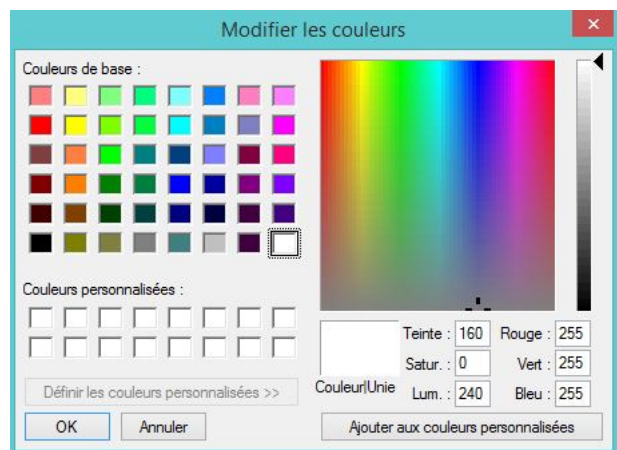 Modifier les couleurs
Couleurs de base :
Couleurs personnalisées :
Définir les couleurs personnalisées >>
OK Annuler
Couleur|Unie
Teinte : 160 Rouge : 255
Satur. : 0 Vert : 255
Lum. : 240 Bleu : 255
Ajouter aux couleurs personnalisées